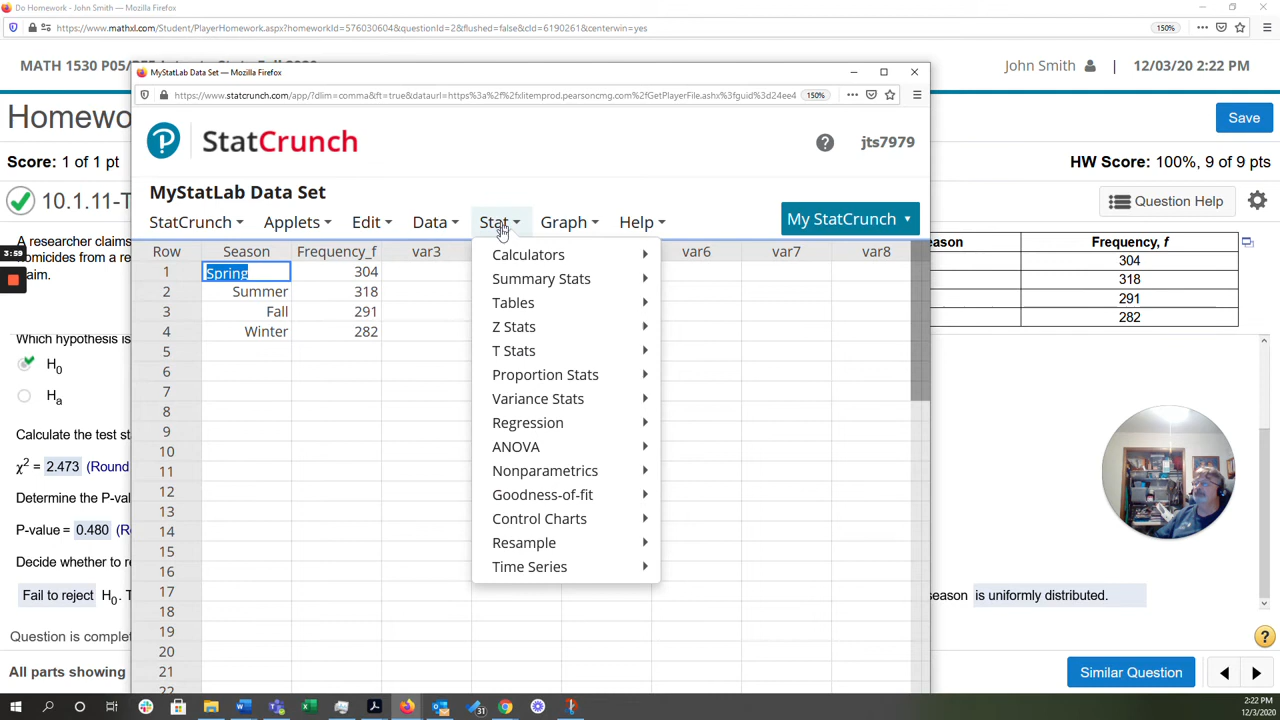 Do Homework - John Smith — Mozilla Firefox
https://www.mathxl.com/Student/PlayerHomework.aspx?homeworkId=576030604&questionId=2&flushed=false&cId=6190261&centerwin=yes
150%
John Smith | 12/03/20 2:22 PM
Homewo
Save
Score: 1 of 1 pt
HW Score: 100%, 9 of 9 pts
10.1.11-T
Question Help
A researcher claims
omicides from a re
aim.
3:59
eason
Frequency, f
304
318
291
282
Which hypothesis is
H0
Ha
Calculate the test st
χ2 = 2.473 (Round
Determine the P-val
P-value = 0.480 (R
Decide whether to re
Fail to reject H0. T
season is uniformly distributed.
Question is complet
All parts showing
Similar Question
MyStatLab Data Set — Mozilla Firefox
https://www.statcrunch.com/app/?dlim=comma&ft=true&dataurl=https%3a%2f%2fxlitemprod.pearsoncmg.com%2fGetPlayerFile.ashx%3fguid%3d24ee4
150%
StatCrunch
jts7979
MyStatLab Data Set
StatCrunch Applets Edit Data Stat Graph Help
My StatCrunch
Row Season Frequency_f var3 var6 var7 var8
1 Spring 304
2 Summer 318
3 Fall 291
4 Winter 282
5
6
7
8
9
10
11
12
13
14
15
16
17
18
19
20
21
22
Calculators
Summary Stats
Tables
Z Stats
T Stats
Proportion Stats
Variance Stats
Regression
ANOVA
Nonparametrics
Goodness-of-fit
Control Charts
Resample
Time Series
31
2:22 PM
12/3/2020